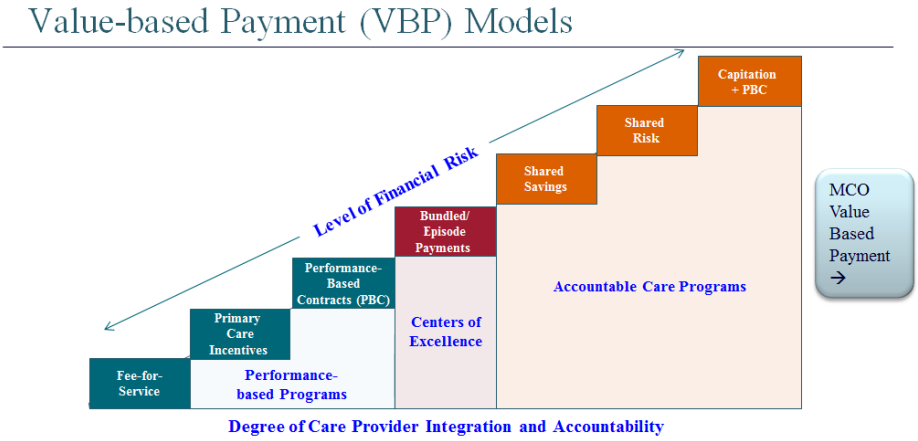 Value-based Payment (VBP) Models
Capitation
+ PBC
Shared
Risk
Shared
Savings
Level of Financial Risk
Bundled/
Episode
Payments
Performance-
Based
Contracts (PBC)
Primary
Care
Incentives
Fee-for-
Service
Performance-
based Programs
Centers of
Excellence
Accountable Care Programs
MCO
Value
Based
Payment
→
Degree of Care Provider Integration and Accountability